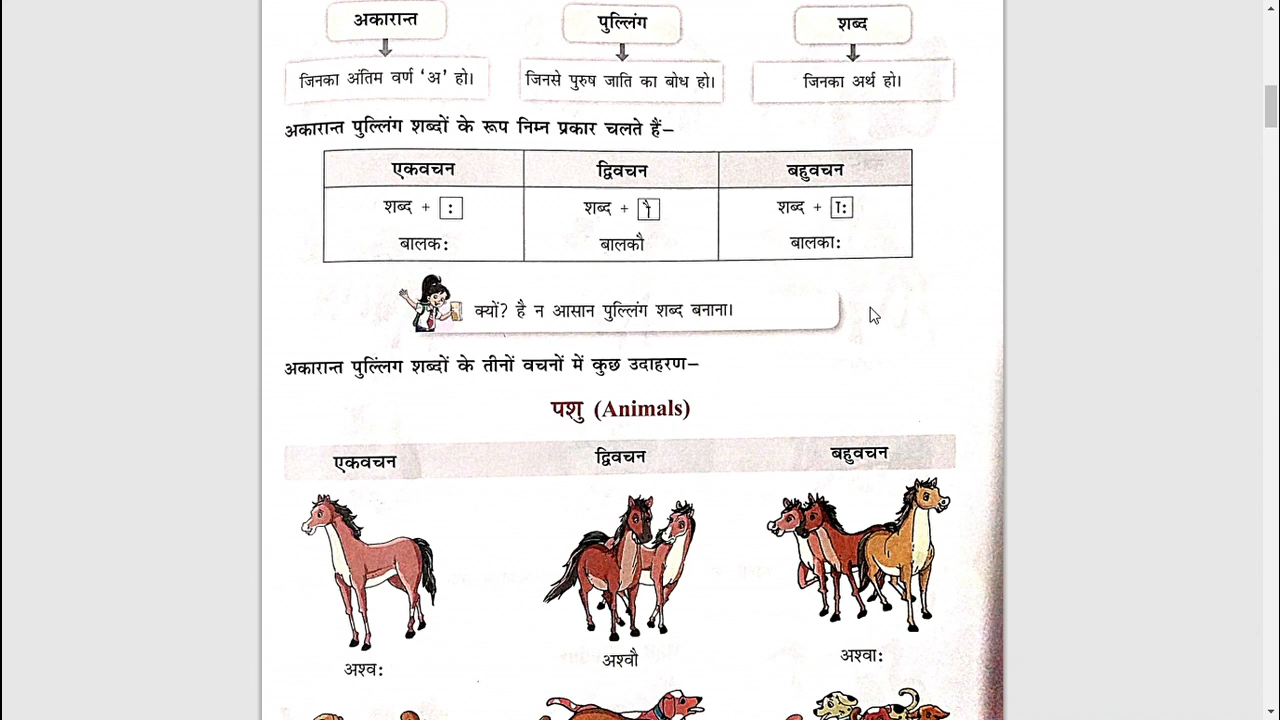 अकारान्त पुल्लिंग शब्द
जिनका अंतिम वर्ण ‘अ’ हो। जिनसे पुरुष जाति का बोध हो। जिनका अर्थ हो।
अकारान्त पुल्लिंग शब्दों के रूप निम्न प्रकार चलते हैं–
एकवचन द्विवचन बहुवचन
शब्द + : शब्द + ौ शब्द + ा:
बालक: बालकौ बालका:
क्यों? है न आसान पुल्लिंग शब्द बनाना।
अकारान्त पुल्लिंग शब्दों के तीनों वचनों में कुछ उदाहरण–
पशु (Animals)
एकवचन द्विवचन बहुवचन
अश्व: अश्वौ अश्वा: